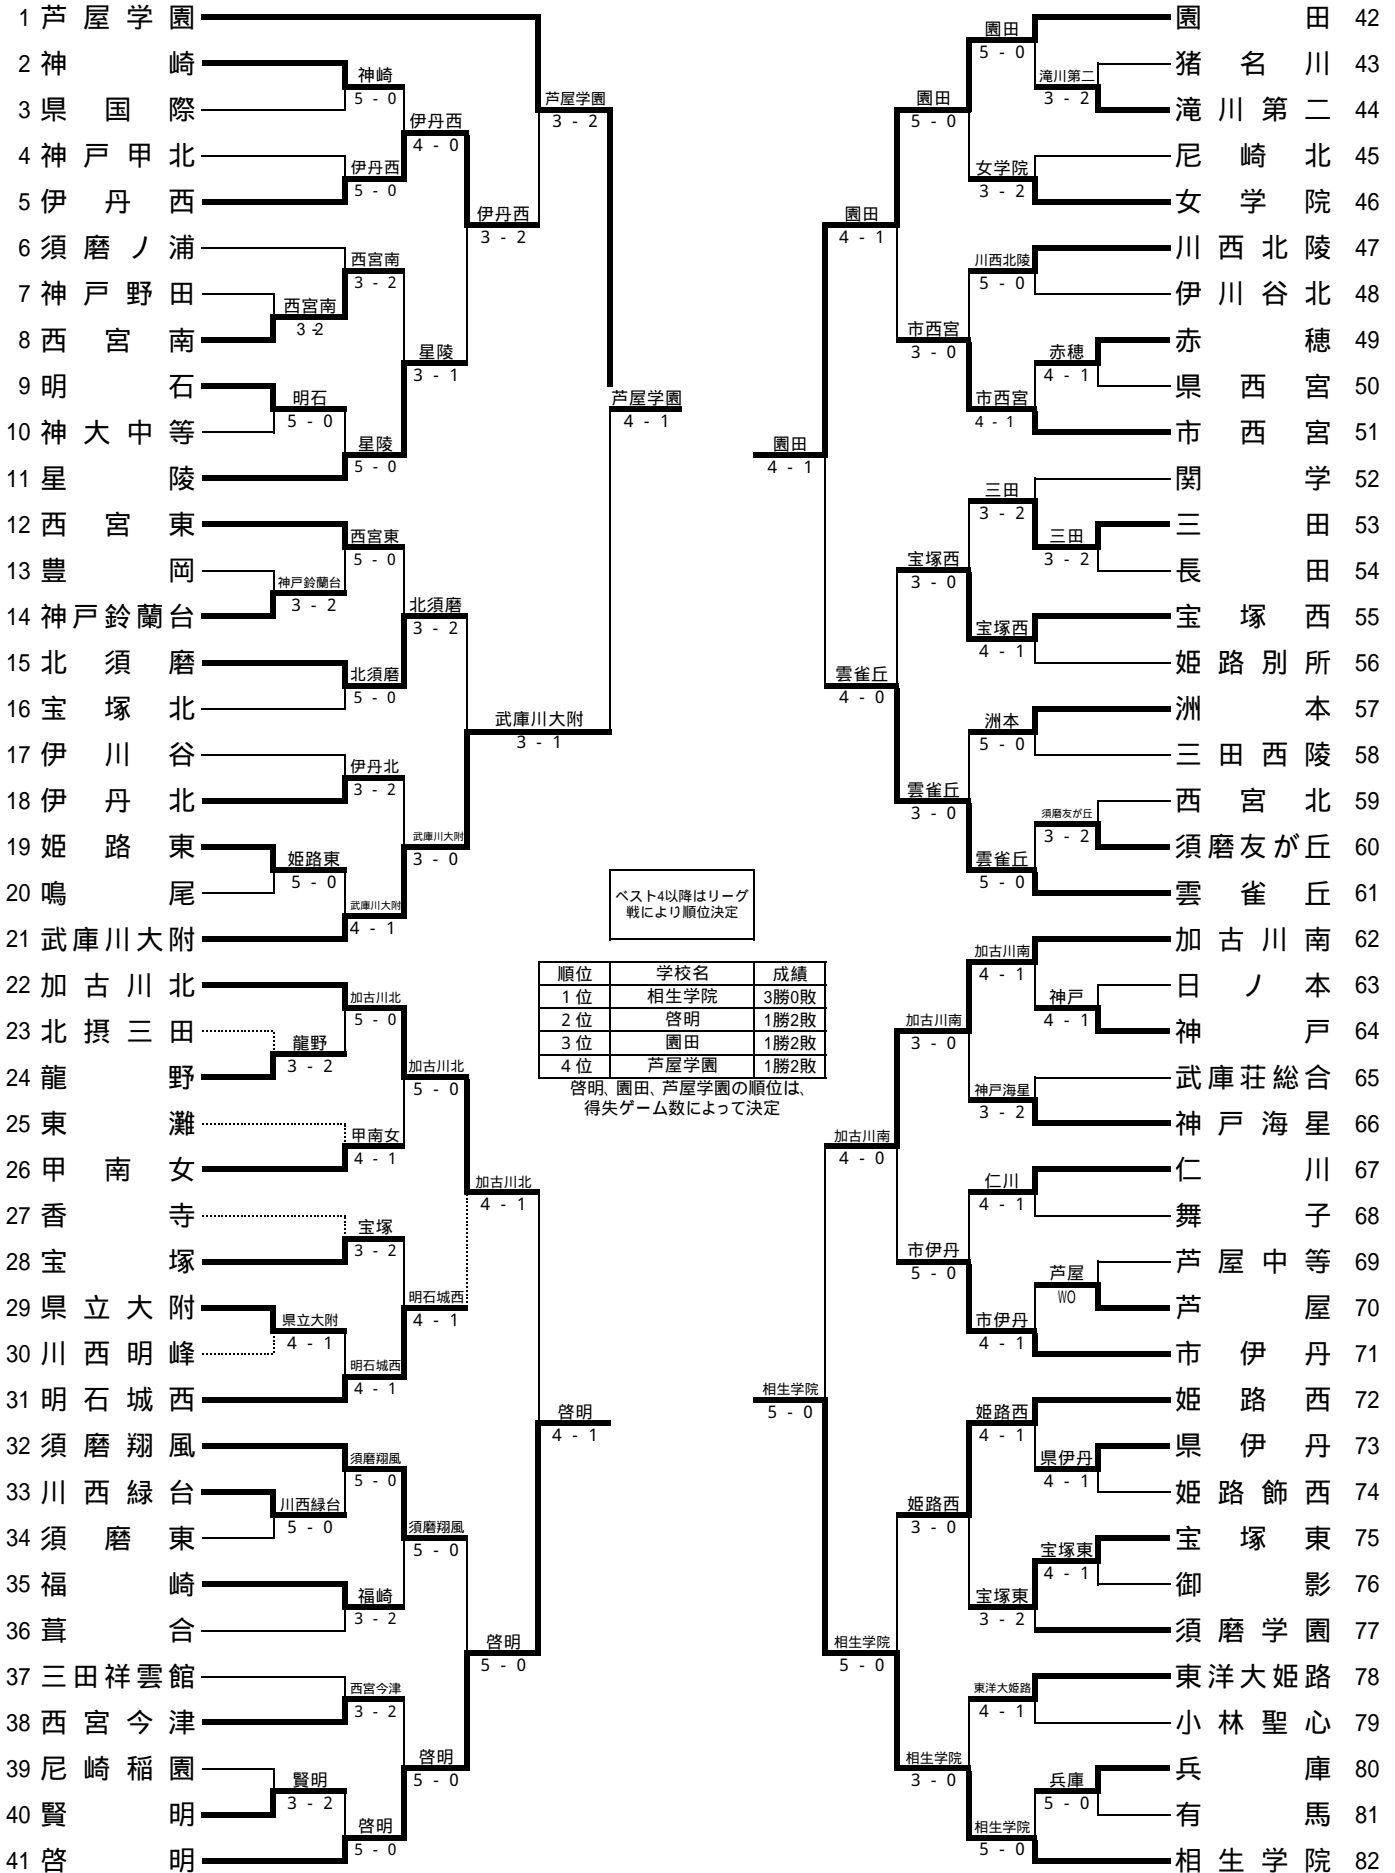 1 芦屋学園
2 神崎
3 県国際
4 神戸甲北
5 伊丹西
6 須磨ノ浦
7 神戸野田
8 西宮南
9 明石
10 神大中等
11 星陵
12 西宮東
13 豊岡
14 神戸鈴蘭台
15 北須磨
16 宝塚北
17 伊川谷
18 伊丹北
19 姫路東
20 鳴尾
21 武庫川大附
22 加古川北
23 北摂三田
24 龍野
25 東灘
26 甲南女
27 香寺
28 宝塚
29 県立大附
30 川西明峰
31 明石城西
32 須磨翔風
33 川西緑台
34 須磨東
35 福崎
36 葺合
37 三田祥雲館
38 西宮今津
39 尼崎稲園
40 賢明
41 啓明
西宮南
3-2
明石
5 - 0
神戸鈴蘭台
3 - 2
姫路東
5 - 0
龍野
3 - 2
県立大附
4 - 1
川西緑台
5 - 0
賢明
3 - 2
神崎
5 - 0
伊丹西
5 - 0
西宮南
3 - 2
星陵
5 - 0
西宮東
5 - 0
北須磨
5 - 0
伊丹北
3 - 2
武庫川大附
4 - 1
加古川北
5 - 0
甲南女
4 - 1
宝塚
3 - 2
明石城西
4 - 1
須磨翔風
5 - 0
福崎
3 - 2
西宮今津
3 - 2
啓明
5 - 0
伊丹西
4 - 0
星陵
3 - 1
北須磨
3 - 2
武庫川大附
3 - 0
加古川北
5 - 0
明石城西
4 - 1
須磨翔風
5 - 0
啓明
5 - 0
伊丹西
3 - 2
武庫川大附
3 - 1
加古川北
4 - 1
啓明
5 - 0
芦屋学園
3 - 2
芦屋学園
4 - 1
啓明
4 - 1
ベスト4以降はリーグ
戦により順位決定
順位 学校名 成績
1位 相生学院 3勝0敗
2位 啓明 1勝2敗
3位 園田 1勝2敗
4位 芦屋学園 1勝2敗
啓明、園田、芦屋学園の順位は、
得失ゲーム数によって決定
園田
4 - 1
相生学院
5 - 0
園田
4 - 1
雲雀丘
4 - 0
加古川南
4 - 0
相生学院
5 - 0
園田
5 - 0
市西宮
3 - 0
宝塚西
3 - 0
雲雀丘
3 - 0
加古川南
3 - 0
市伊丹
5 - 0
姫路西
3 - 0
相生学院
3 - 0
園田
5 - 0
女学院
3 - 2
川西北陵
5 - 0
市西宮
4 - 1
三田
3 - 2
宝塚西
4 - 1
洲本
5 - 0
雲雀丘
5 - 0
加古川南
4 - 1
神戸海星
3 - 2
仁川
4 - 1
市伊丹
4 - 1
姫路西
4 - 1
宝塚東
3 - 2
東洋大姫路
4 - 1
相生学院
5 - 0
滝川第二
3 - 2
赤穂
4 - 1
三田
3 - 2
須磨友が丘
3 - 2
神戸
4 - 1
芦屋
WO
県伊丹
4 - 1
宝塚東
4 - 1
兵庫
5 - 0
園田 42
猪名川 43
滝川第二 44
尼崎北 45
女学院 46
川西北陵 47
伊川谷北 48
赤穂 49
県西宮 50
市西宮 51
関学 52
三田 53
長田 54
宝塚西 55
姫路別所 56
洲本 57
三田西陵 58
西宮北 59
須磨友が丘 60
雲雀丘 61
加古川南 62
日ノ本 63
神戸 64
武庫荘総合 65
神戸海星 66
仁川 67
舞子 68
芦屋中等 69
芦屋 70
市伊丹 71
姫路西 72
県伊丹 73
姫路飾西 74
宝塚東 75
御影 76
須磨学園 77
東洋大姫路 78
小林聖心 79
兵庫 80
有馬 81
相生学院 82